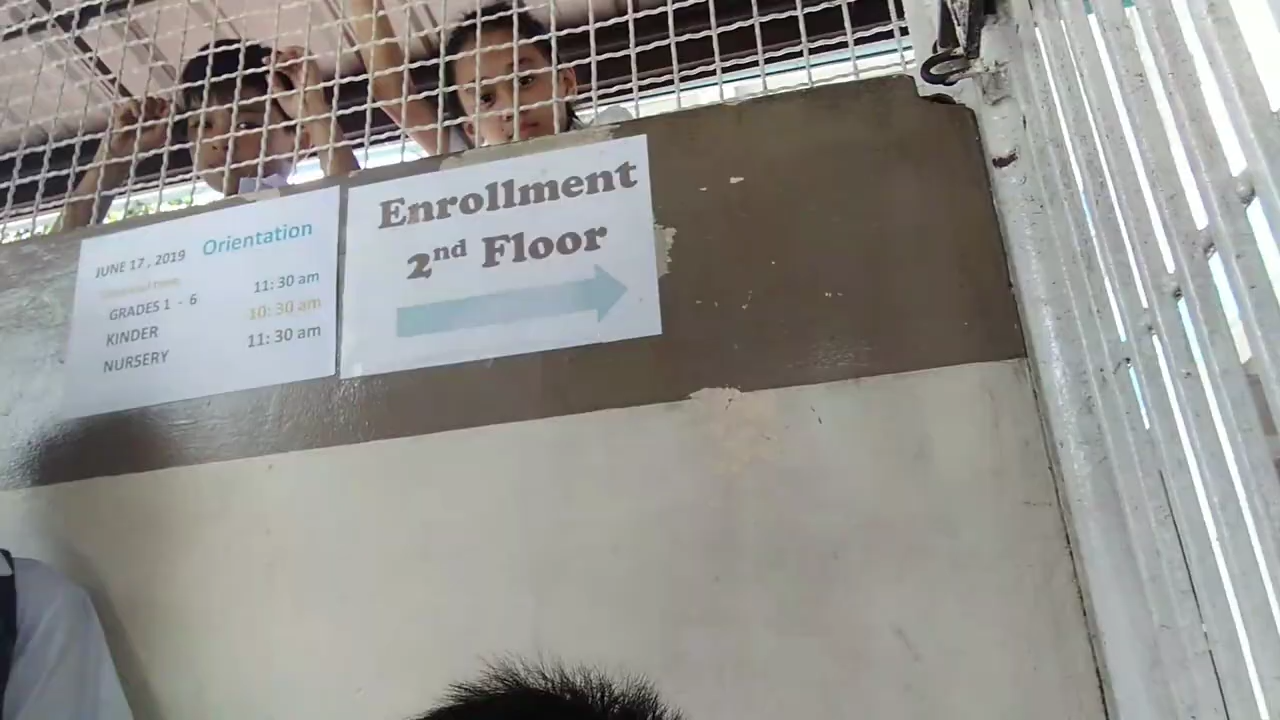 Orientation
JUNE 17, 2019
GRADES 1 - 6 11:30 am
KINDER 10:30 am
NURSERY 11:30 am
Enrollment
2nd Floor